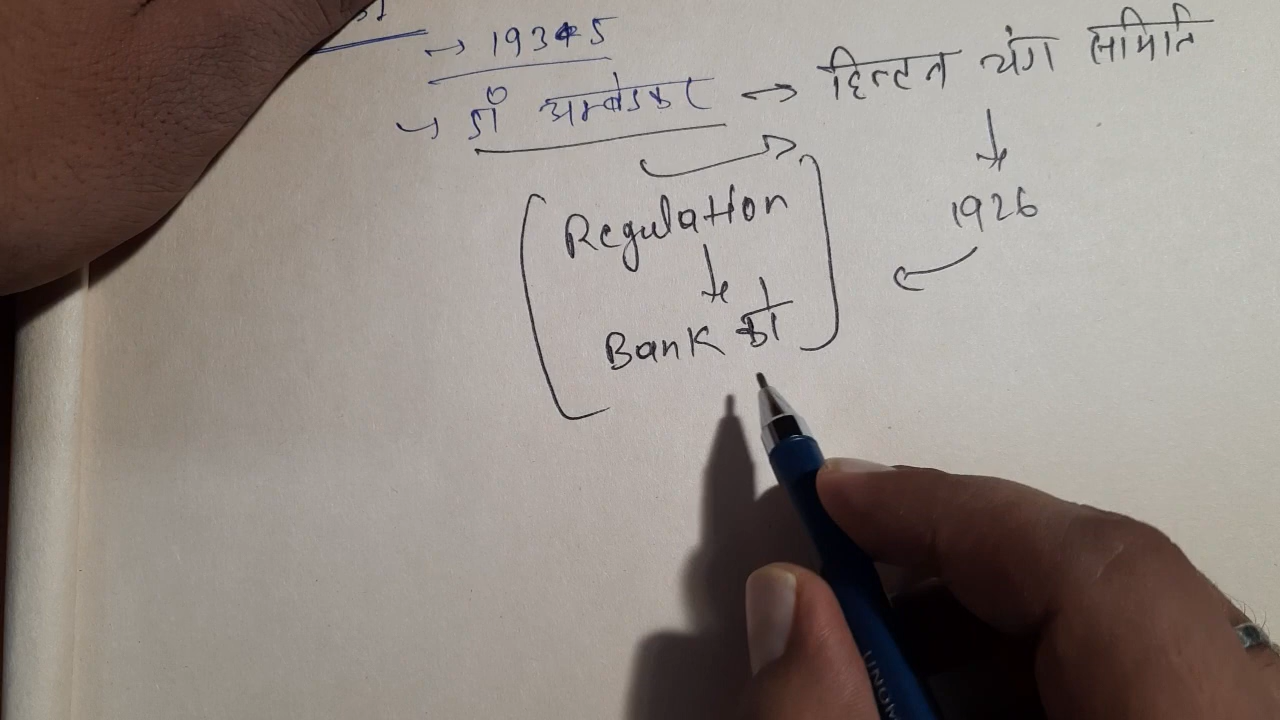 → 1935
→ डॉ अम्बेडकर → हिल्टन यंग समिति
↓
1926
Regulation
↓
Bank का